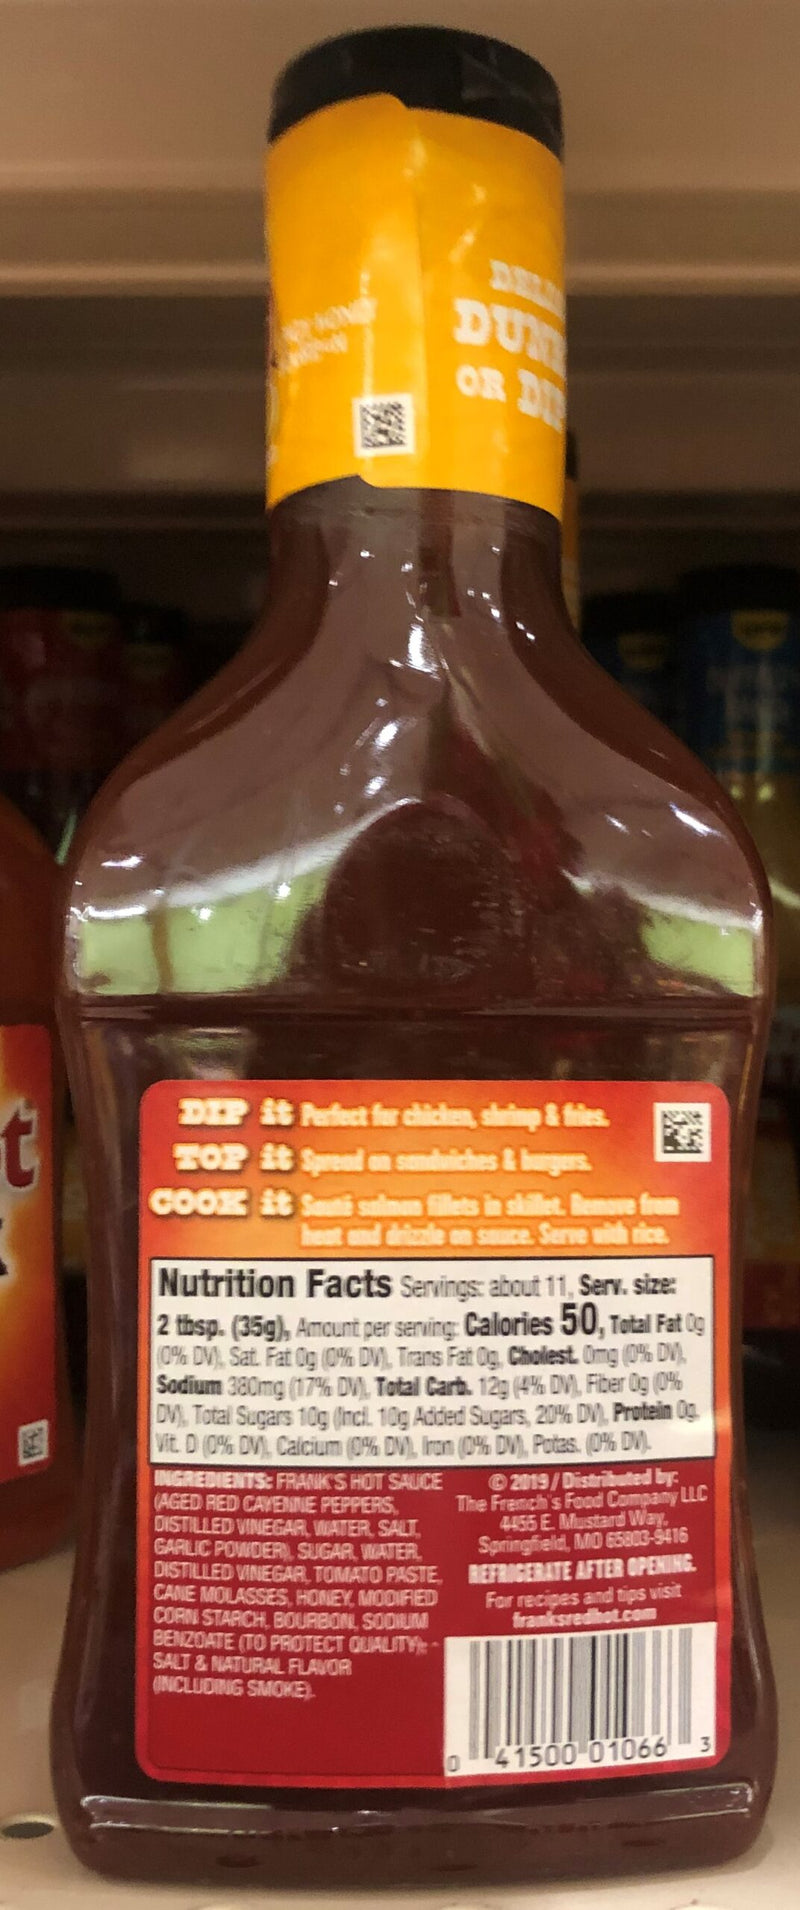 DUN
OR DIP
DIP it Perfect for chicken, shrimp & fries.
TOP it Spread on sandwiches & burgers.
COOK it Sauté salmon fillets in skillet. Remove from
heat and drizzle on sauce. Serve with rice.
Nutrition Facts Servings: about 11, Serv. size:
2 tbsp. (35g), Amount per serving: Calories 50, Total Fat 0g
(0% DV), Sat. Fat 0g (0% DV), Trans Fat 0g, Cholest. 0mg (0% DV),
Sodium 380mg (17% DV), Total Carb. 12g (4% DV), Fiber 0g (0%
DV), Total Sugars 10g (Incl. 10g Added Sugars, 20% DV), Protein 0g,
Vit. D (0% DV), Calcium (0% DV), Iron (0% DV), Potas. (0% DV).
INGREDIENTS: FRANK'S HOT SAUCE
(AGED RED CAYENNE PEPPERS,
DISTILLED VINEGAR, WATER, SALT,
GARLIC POWDER), SUGAR, WATER,
DISTILLED VINEGAR, TOMATO PASTE,
CANE MOLASSES, HONEY, MODIFIED
CORN STARCH, BOURBON, SODIUM
BENZOATE (TO PROTECT QUALITY),
SALT & NATURAL FLAVOR
(INCLUDING SMOKE).
© 2019 / Distributed by:
The French's Food Company LLC
4455 E. Mustard Way,
Springfield, MO 65803-9416
REFRIGERATE AFTER OPENING.
For recipes and tips visit
franksredhot.com
0 41500 01066 3
t